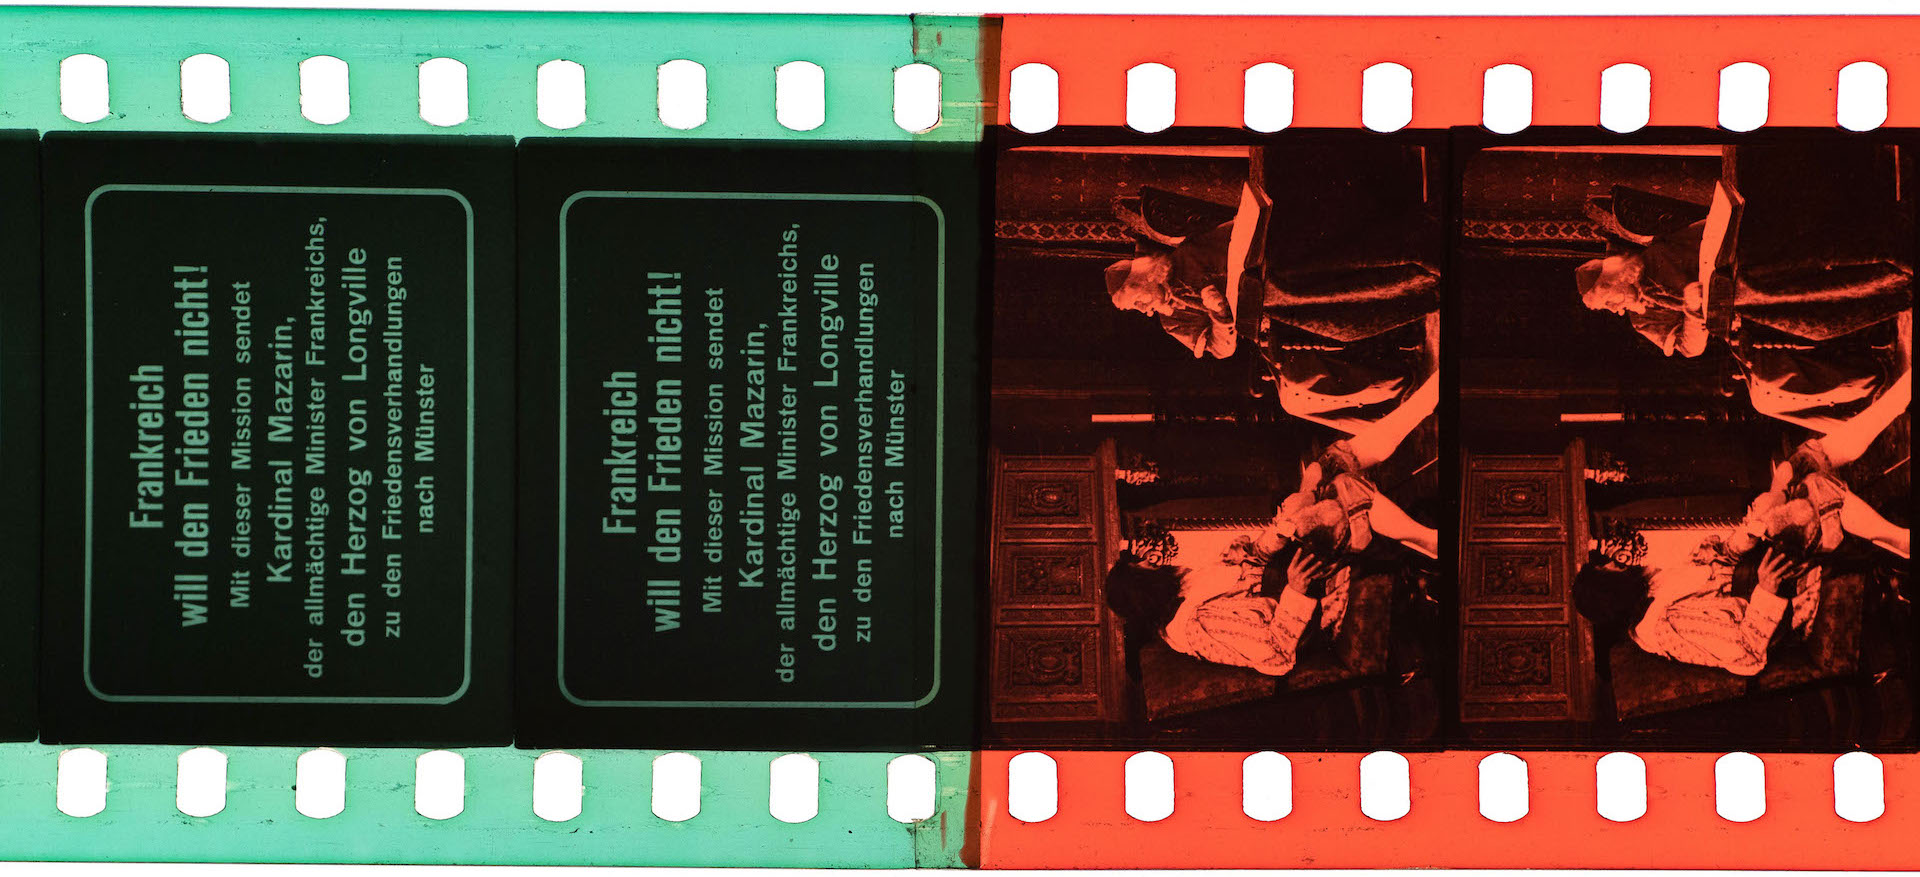 Frankreich
will den Frieden nicht!
Mit dieser Mission sendet
Kardinal Mazarin,
der allmächtige Minister Frankreichs,
den Herzog von Longville
zu den Friedensverhandlungen
nach Münster
Frankreich
will den Frieden nicht!
Mit dieser Mission sendet
Kardinal Mazarin,
der allmächtige Minister Frankreichs,
den Herzog von Longville
zu den Friedensverhandlungen
nach Münster